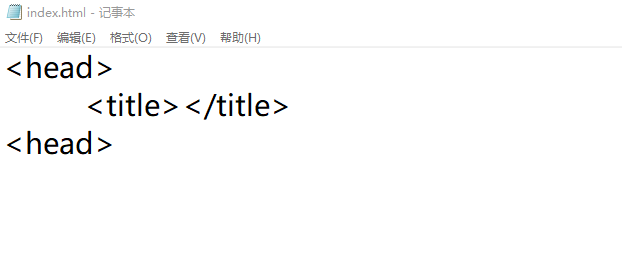 index.html - 记事本
文件(F) 编辑(E) 格式(O) 查看(V) 帮助(H)
<head>
<title></title>
<head>